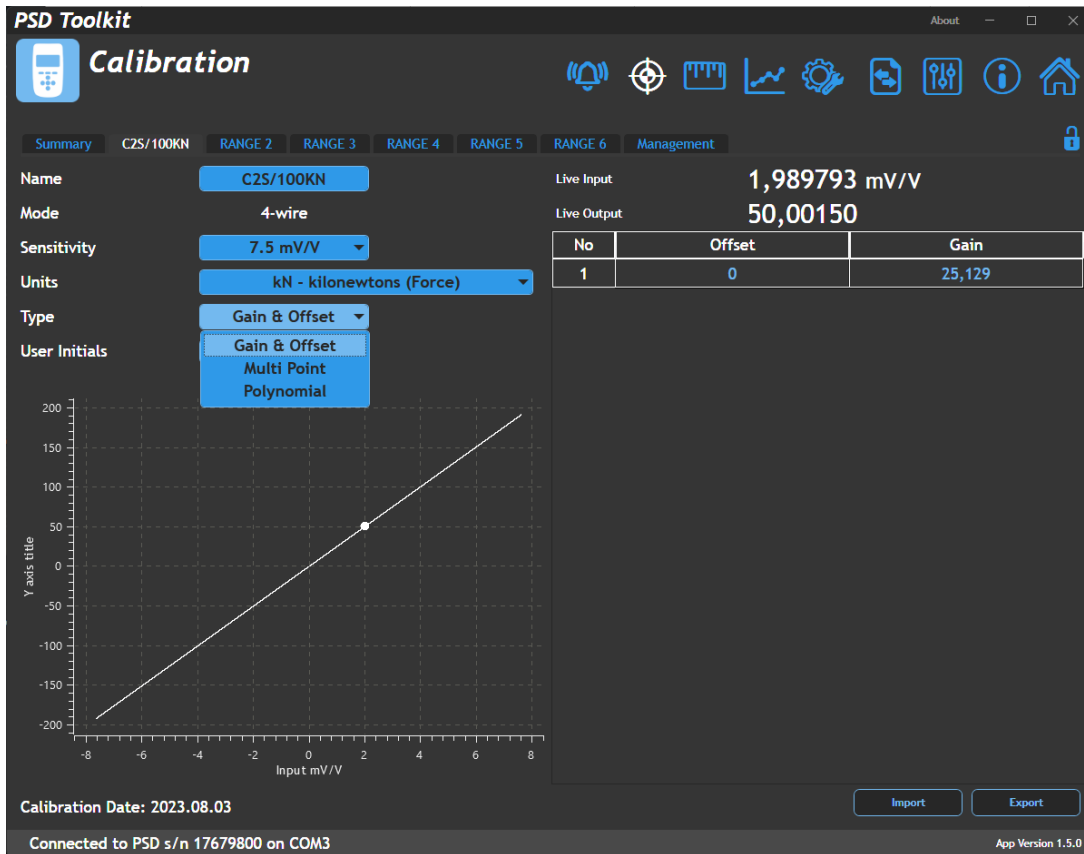 PSD Toolkit
About
Calibration
Summary C2S/100KN RANGE 2 RANGE 3 RANGE 4 RANGE 5 RANGE 6 Management
Name C2S/100KN
Mode 4-wire
Sensitivity 7.5 mV/V
Units kN - kilonewtons (Force)
Type Gain & Offset
User Initials
Gain & Offset
Multi Point
Polynomial
Live Input 1,989793 mV/V
Live Output 50,00150
No Offset Gain
1 0 25,129
200
150
100
50
0
-50
-100
-150
-200
Y axis title
-8 -6 -4 -2 0 2 4 6 8
Input mV/V
Import Export
Calibration Date: 2023.08.03
Connected to PSD s/n 17679800 on COM3
App Version 1.5.0